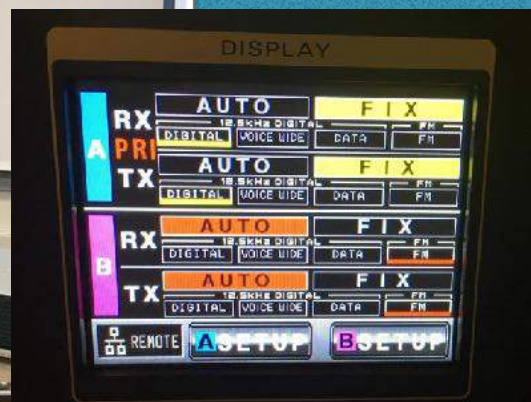 DISPLAY
A RX AUTO FIX
12.5kHz DIGITAL FM
DIGITAL VOICE WIDE DATA FM
PRI
TX AUTO FIX
12.5kHz DIGITAL FM
DIGITAL VOICE WIDE DATA FM
B RX AUTO FIX
12.5kHz DIGITAL FM
DIGITAL VOICE WIDE DATA FM
TX AUTO FIX
12.5kHz DIGITAL FM
DIGITAL VOICE WIDE DATA FM
REMOTE A SETUP B SETUP